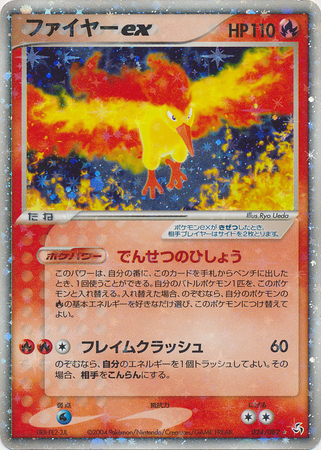 ファイヤーex HP110
たね
Illus.Ryo Ueda
ポケモンexがきぜつしたとき、
相手プレイヤーはサイドを2枚とります。
ポケパワー でんせつのひしょう
このパワーは、自分の番に、このカードを手札からベンチに出した
とき、1回使うことができる。自分のバトルポケモン1匹を、このポケ
モンと入れ替える。入れ替えた場合、のぞむなら、自分のポケモンの
の基本エネルギーを好きなだけ選び、このポケモンにつけ替えて
よい。
フレイムクラッシュ 60
のぞむなら、自分のエネルギーを1個トラッシュしてよい。その
場合、相手をこんらんにする。
弱点 抵抗力 にげる
©2004 Pokémon/Nintendo/Creatures/GAME FREAK